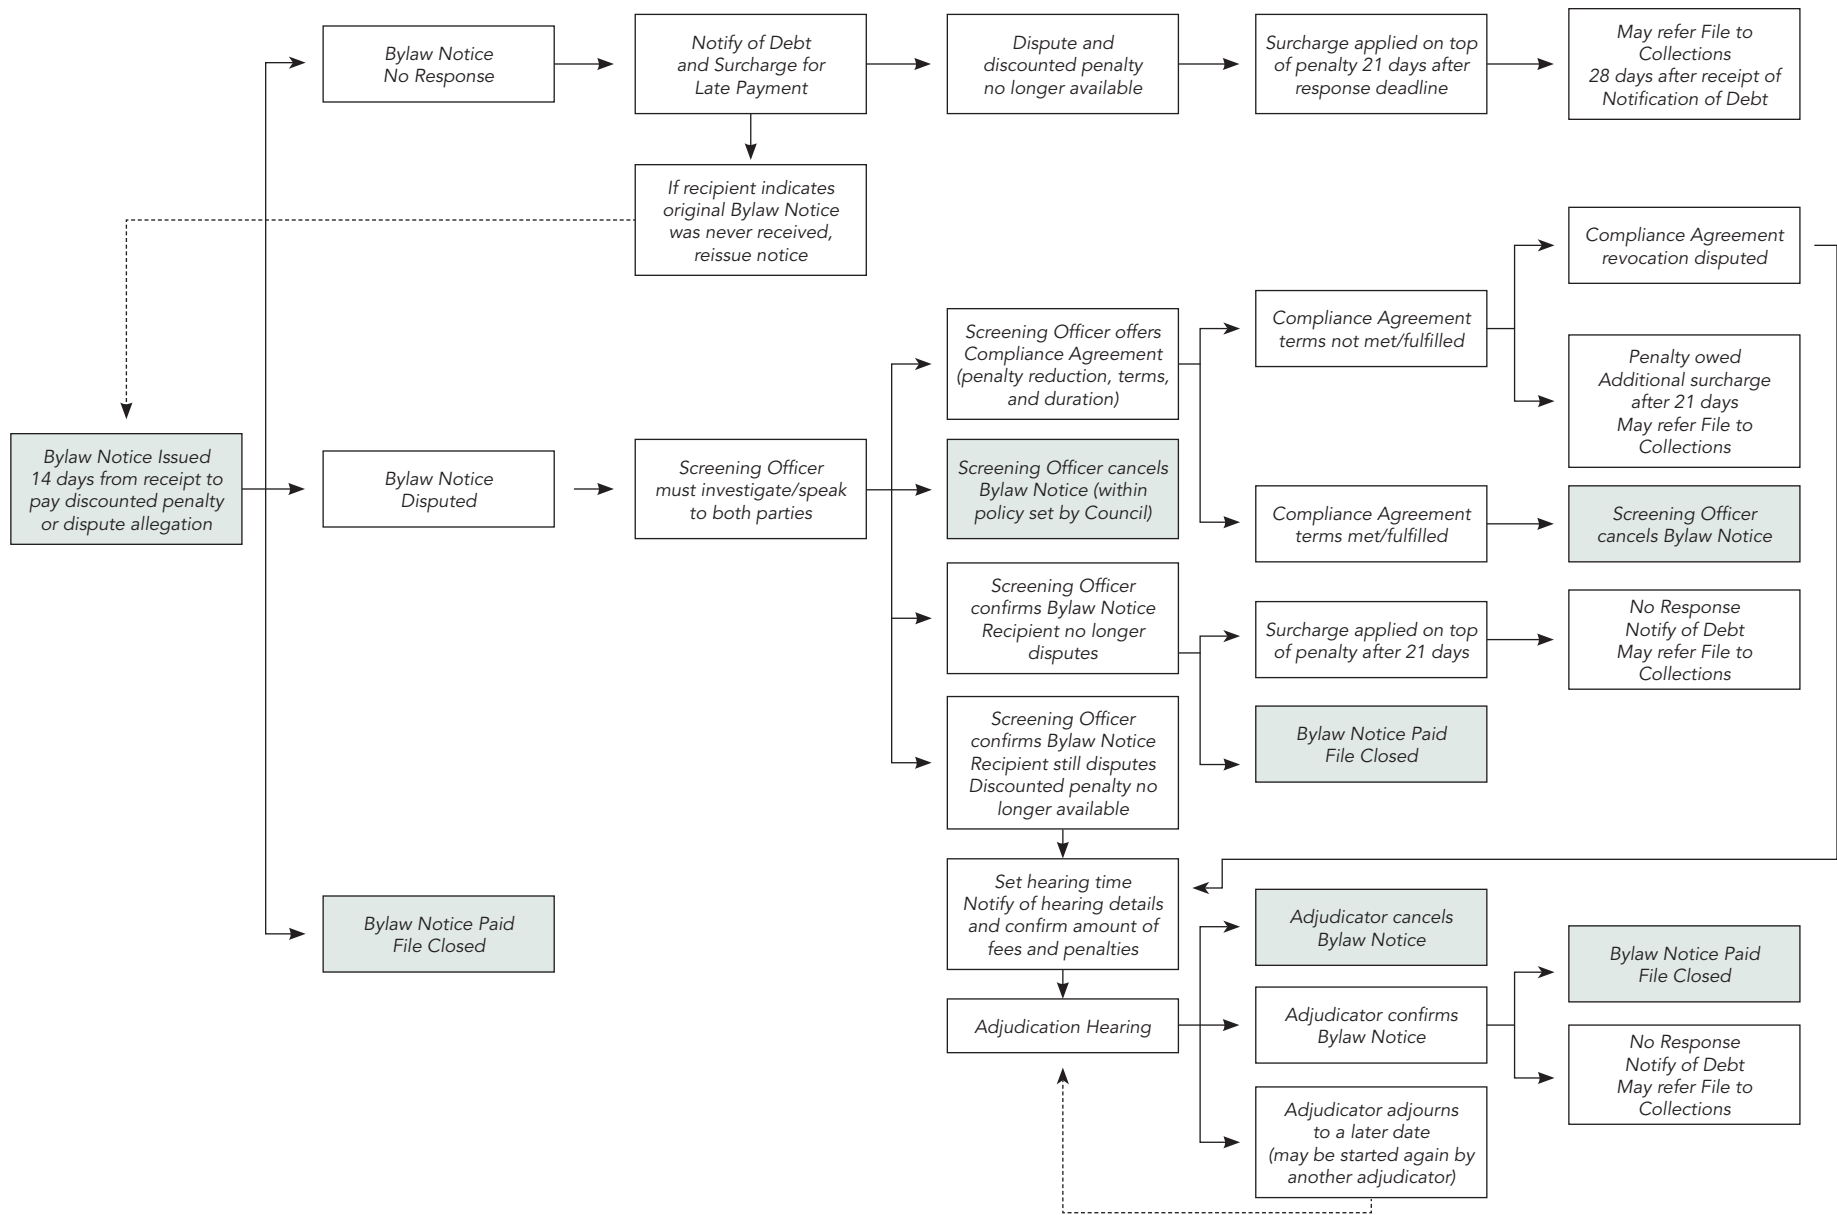 Bylaw Notice
No Response
Notify of Debt
and Surcharge for
Late Payment
Dispute and
discounted penalty
no longer available
Surcharge applied on top
of penalty 21 days after
response deadline
May refer File to
Collections
28 days after receipt of
Notification of Debt
If recipient indicates
original Bylaw Notice
was never received,
reissue notice
Bylaw Notice Issued
14 days from receipt to
pay discounted penalty
or dispute allegation
Bylaw Notice
Disputed
Screening Officer
must investigate/speak
to both parties
Screening Officer offers
Compliance Agreement
(penalty reduction, terms,
and duration)
Compliance Agreement
terms not met/fulfilled
Compliance Agreement
revocation disputed
Penalty owed
Additional surcharge
after 21 days
May refer File to
Collections
Screening Officer cancels
Bylaw Notice (within
policy set by Council)
Compliance Agreement
terms met/fulfilled
Screening Officer
cancels Bylaw Notice
Screening Officer
confirms Bylaw Notice
Recipient no longer
disputes
Surcharge applied on top
of penalty after 21 days
No Response
Notify of Debt
May refer File to
Collections
Bylaw Notice Paid
File Closed
Screening Officer
confirms Bylaw Notice
Recipient still disputes
Discounted penalty no
longer available
Set hearing time
Notify of hearing details
and confirm amount of
fees and penalties
Bylaw Notice Paid
File Closed
Adjudication Hearing
Adjudicator cancels
Bylaw Notice
Adjudicator confirms
Bylaw Notice
Bylaw Notice Paid
File Closed
No Response
Notify of Debt
May refer File to
Collections
Adjudicator adjourns
to a later date
(may be started again by
another adjudicator)